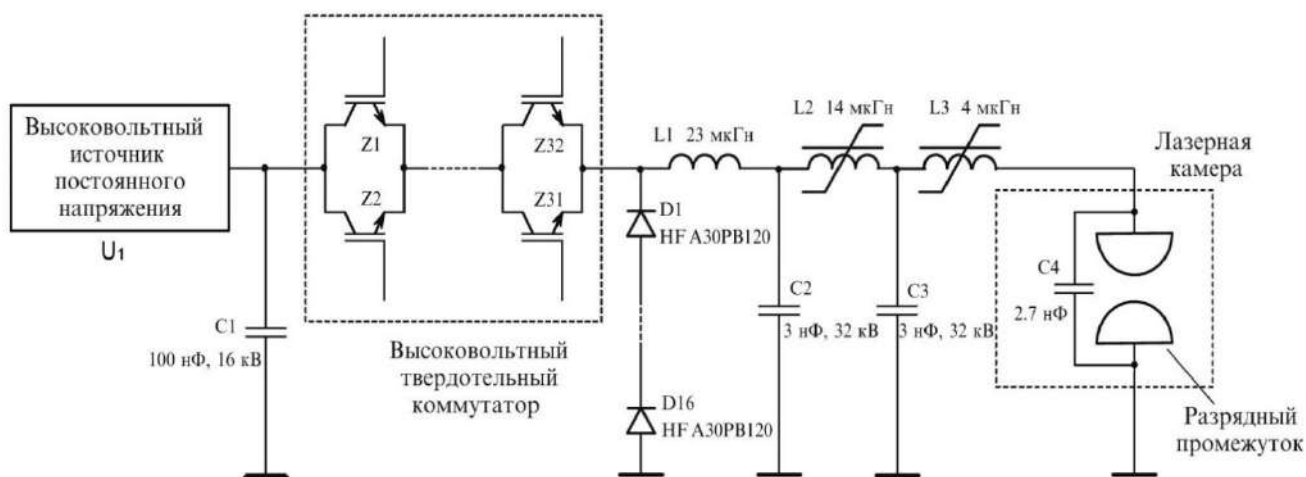 Высоковольтный
источник
постоянного
напряжения
U1
C1
100 нФ, 16 кВ
Z1
Z2
Z32
Z31
Высоковольтный
твердотельный
коммутатор
D1
HFA30PB120
D16
HFA30PB120
L1 23 мкГн
L2 14 мкГн
L3 4 мкГн
C2
3 нФ, 32 кВ
C3
3 нФ, 32 кВ
Лазерная
камера
C4
2.7 нФ
Разрядный
промежуток